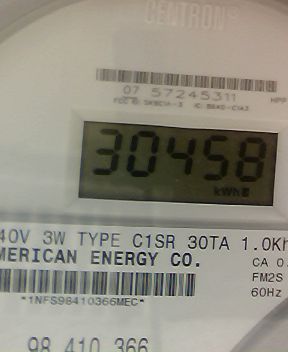 CENTRON®
07 57245311
30458
kWh
40V 3W TYPE C1SR 30TA 1.0Kh
MERICAN ENERGY CO.
CA 0.
FM2S
60Hz
*1NFS98410366MEC*
98 410 366